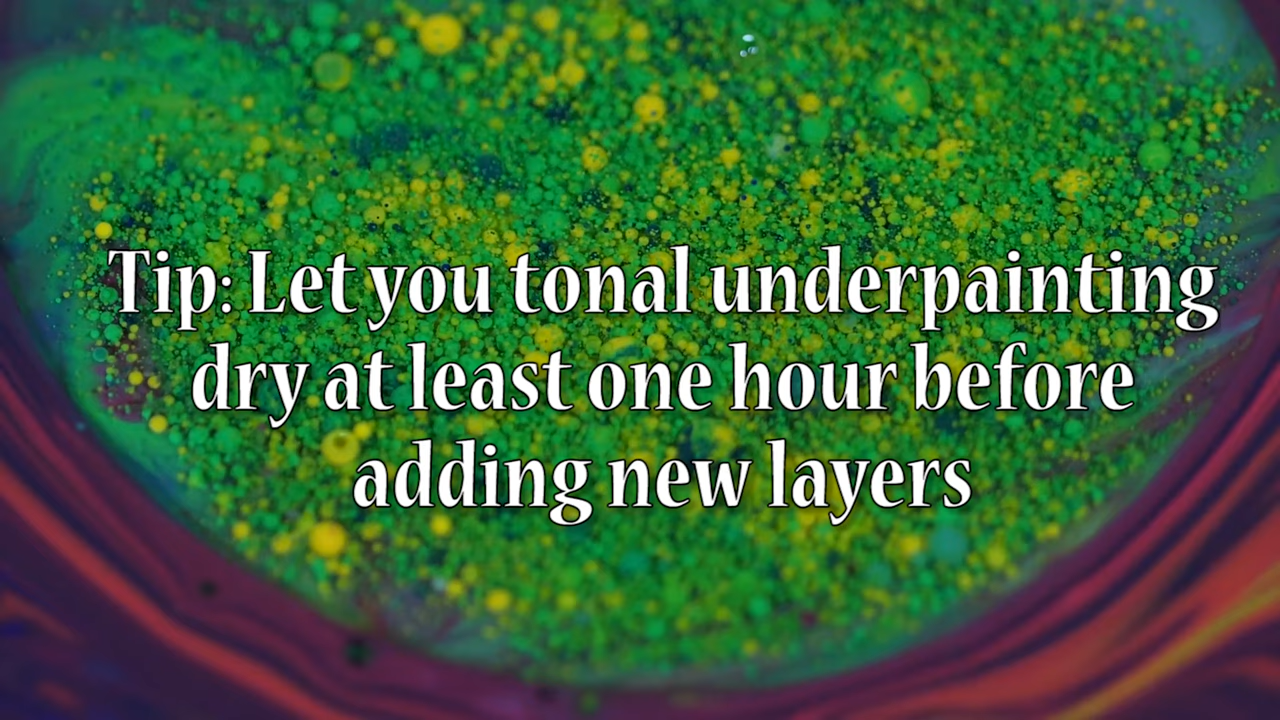 Tip: Let you tonal underpainting
dry at least one hour before
adding new layers